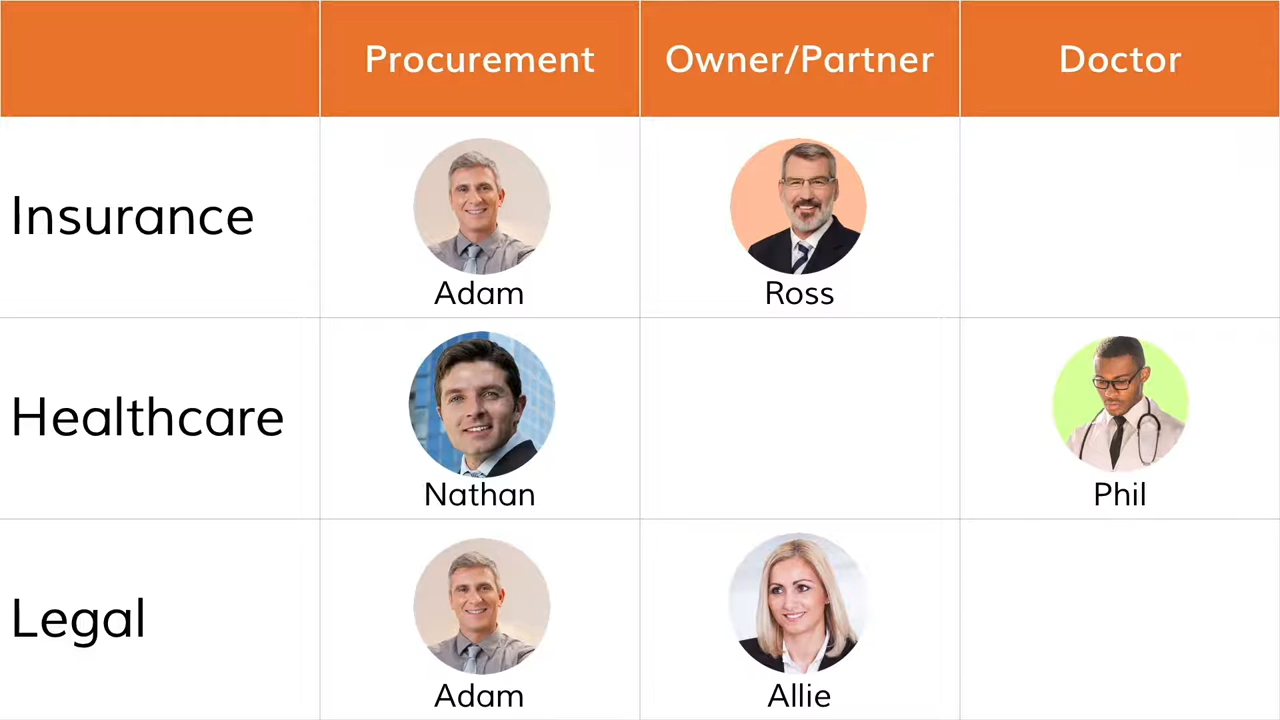 Procurement Owner/Partner Doctor
Insurance
Adam Ross
Healthcare
Nathan Phil
Legal
Adam Allie